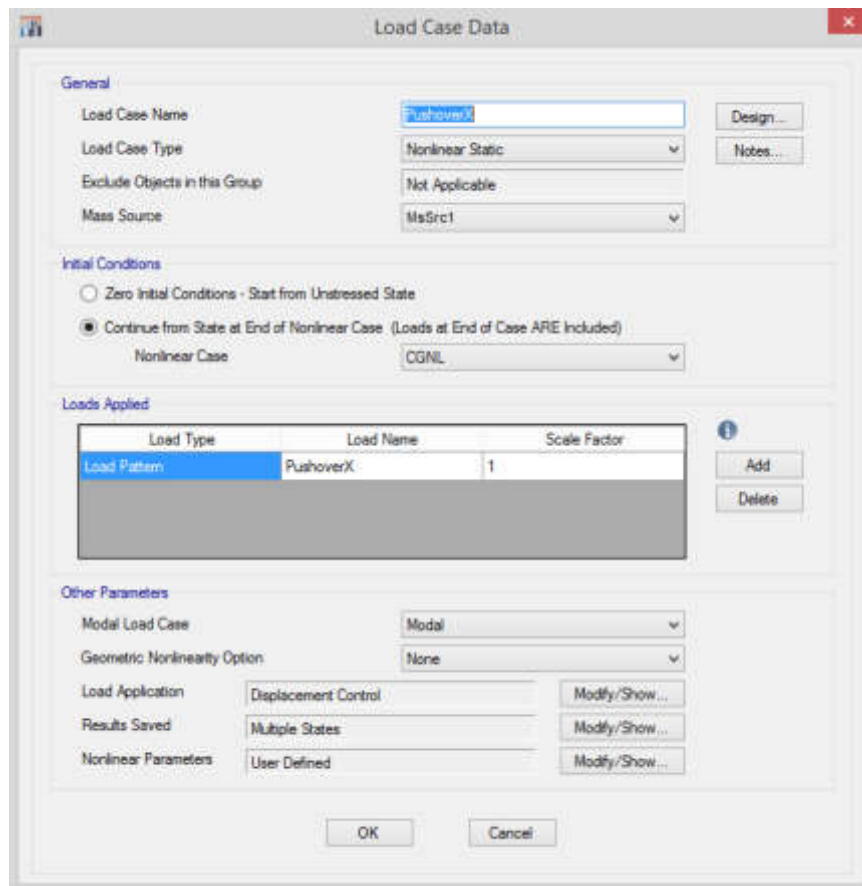 Load Case Data
General
Load Case Name PushoverX Design...
Load Case Type Nonlinear Static Notes...
Exclude Objects in this Group Not Applicable
Mass Source MsSrc1
Initial Conditions
Zero Initial Conditions - Start from Unstressed State
Continue from State at End of Nonlinear Case (Loads at End of Case ARE Included)
Nonlinear Case CGNL
Loads Applied
Load Type Load Name Scale Factor
Load Pattern PushoverX 1
Add
Delete
Other Parameters
Modal Load Case Modal
Geometric Nonlinearity Option None
Load Application Displacement Control Modify/Show...
Results Saved Multiple States Modify/Show...
Nonlinear Parameters User Defined Modify/Show...
OK Cancel